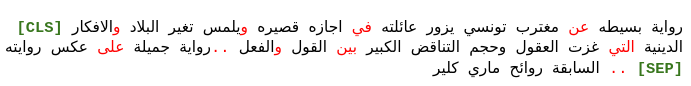 [CLS] رواية بسيطه عن مغترب تونسي يزور عائلته في اجازه قصيره ويلمس تغير البلاد والافكار
الدينية التي غزت العقول وحجم التناقض الكبير بين القول والفعل ..رواية جميلة على عكس روايته
السابقة روائح ماري كلير .. [SEP]